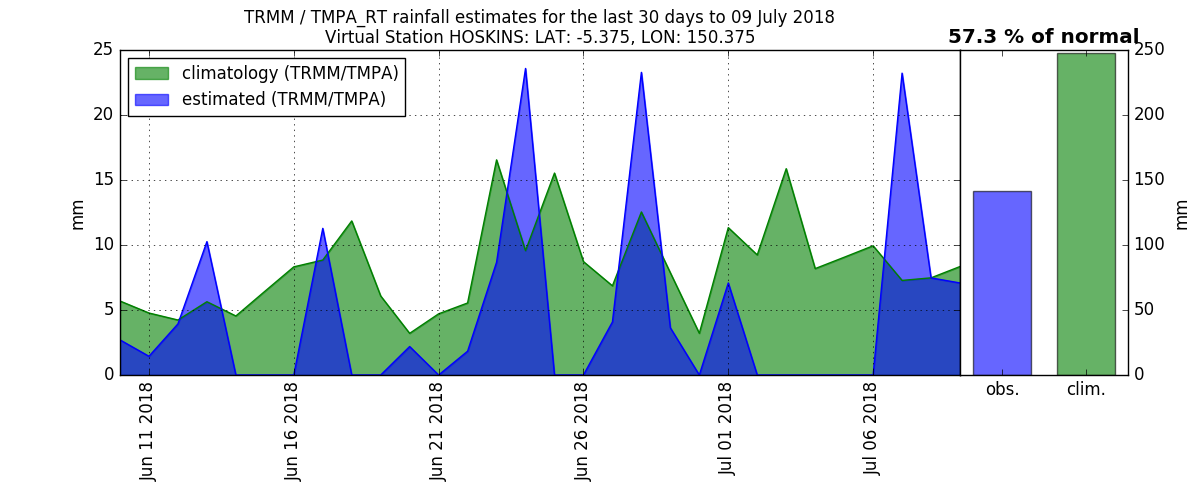 TRMM / TMPA_RT rainfall estimates for the last 30 days to 09 July 2018
Virtual Station HOSKINS: LAT: -5.375, LON: 150.375
57.3 % of normal
climatology (TRMM/TMPA)
estimated (TRMM/TMPA)
25
20
15
10
5
0
mm
250
200
150
100
50
0
mm
Jun 11 2018
Jun 16 2018
Jun 21 2018
Jun 26 2018
Jul 01 2018
Jul 06 2018
obs.
clim.